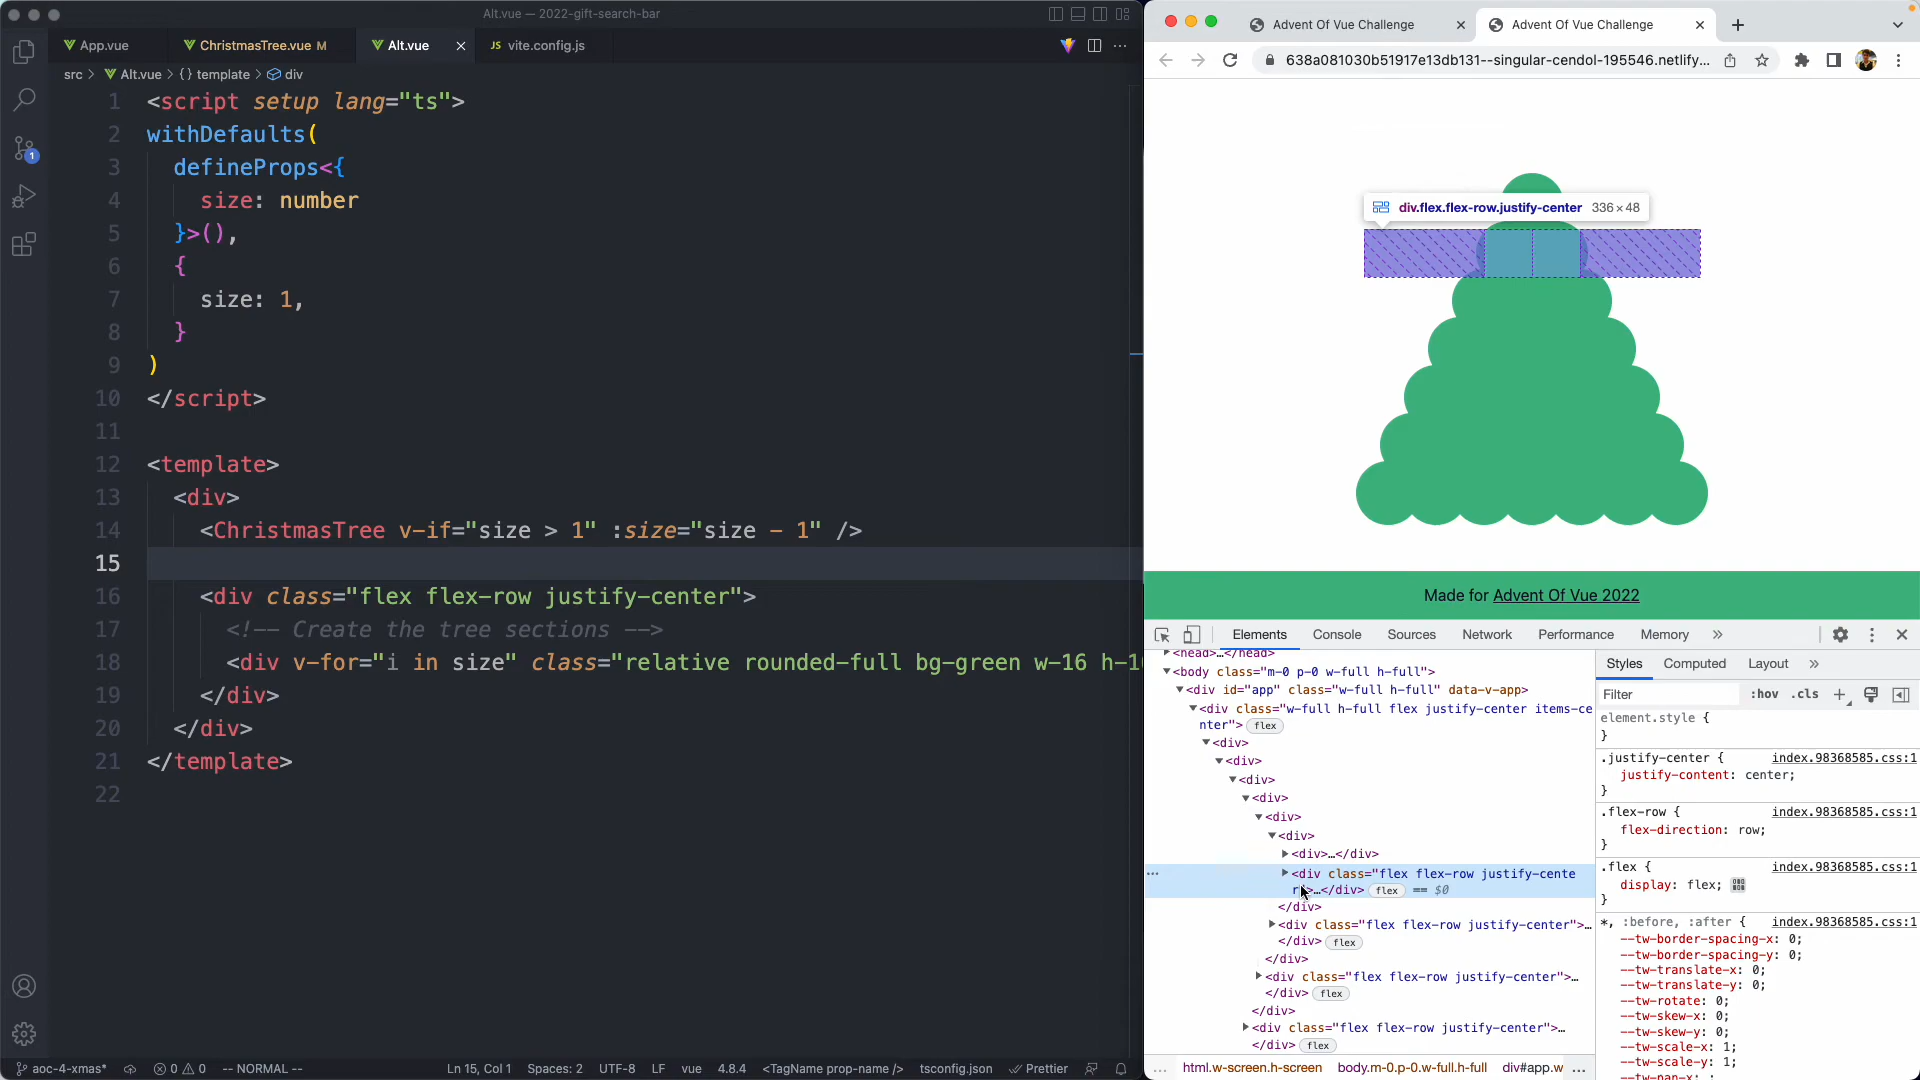 Alt.vue — 2022-gift-search-bar
App.vue
ChristmasTree.vue M
Alt.vue
JS vite.config.js
src > Alt.vue > {} template > div
1 <script setup lang="ts">
2 withDefaults(
3 defineProps<{
4 size: number
5 }>(),
6 {
7 size: 1,
8 }
9 )
10 </script>
11
12 <template>
13 <div>
14 <ChristmasTree v-if="size > 1" :size="size - 1" />
15
16 <div class="flex flex-row justify-center">
17 <!-- Create the tree sections -->
18 <div v-for="i in size" class="relative rounded-full bg-green w-16 h-1
19 </div>
20 </div>
21 </template>
22
1
aoc-4-xmas*
0 0
-- NORMAL --
Ln 15, Col 1
Spaces: 2
UTF-8
LF
vue
4.8.4
<TagName prop-name />
tsconfig.json
Prettier
Advent Of Vue Challenge
Advent Of Vue Challenge
638a081030b51917e13db131--singular-cendol-195546.netlify...
div.flex.flex-row.justify-center 336 × 48
Made for Advent Of Vue 2022
Elements
Console
Sources
Network
Performance
Memory
<head>…</head>
<body class="m-0 p-0 w-full h-full">
<div id="app" class="w-full h-full" data-v-app>
<div class="w-full h-full flex justify-center items-ce
nter"> flex
<div>
<div>
<div>
<div>
<div>
<div>
<div>…</div>
<div class="flex flex-row justify-cente
r">…</div> flex == $0
</div>
<div class="flex flex-row justify-center">…
</div> flex
</div>
<div class="flex flex-row justify-center">…
</div> flex
</div>
<div class="flex flex-row justify-center">…
</div> flex
... html.w-screen.h-screen body.m-0.p-0.w-full.h-full div#app.w ...
Styles
Computed
Layout
Filter
:hov .cls
element.style {
}
.justify-center { index.98368585.css:1
justify-content: center;
}
.flex-row { index.98368585.css:1
flex-direction: row;
}
.flex { index.98368585.css:1
display: flex;
}
*, :before, :after { index.98368585.css:1
--tw-border-spacing-x: 0;
--tw-border-spacing-y: 0;
--tw-translate-x: 0;
--tw-translate-y: 0;
--tw-rotate: 0;
--tw-skew-x: 0;
--tw-skew-y: 0;
--tw-scale-x: 1;
--tw-scale-y: 1;